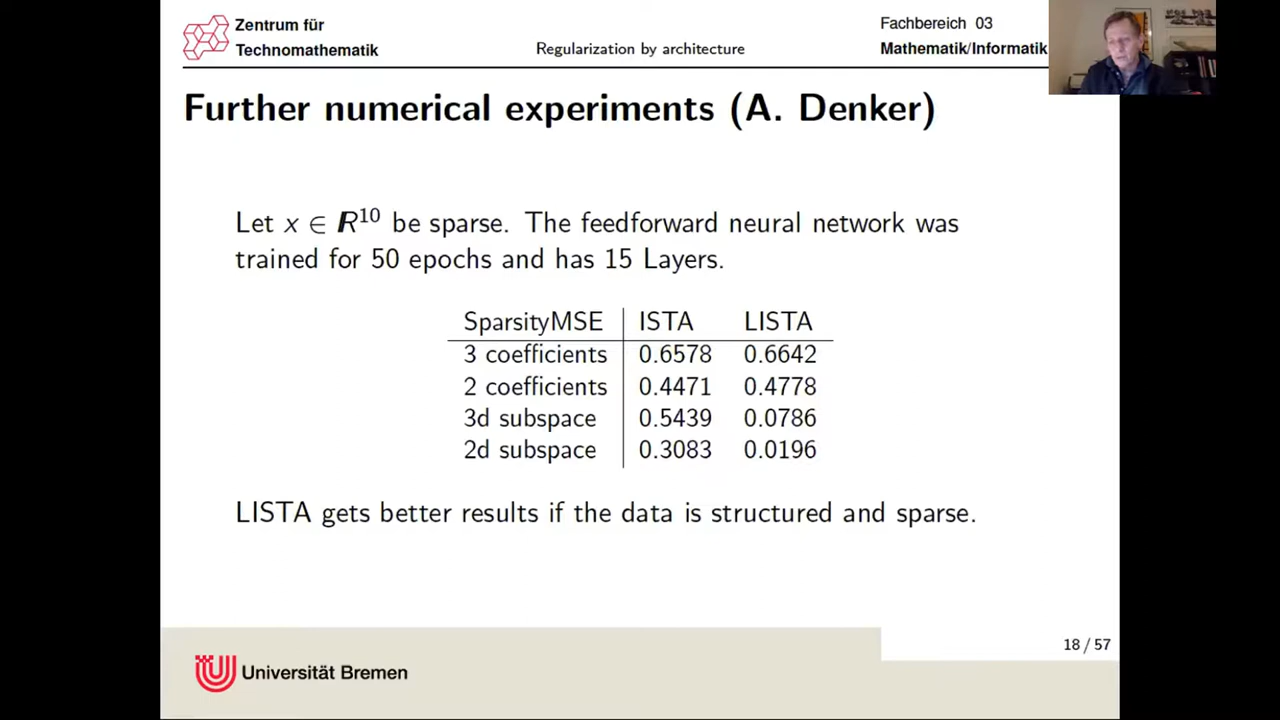 Zentrum für
Technomathematik
Regularization by architecture
Fachbereich 03
Mathematik/Informatik
Further numerical experiments (A. Denker)
Let x ∈ ℝ¹⁰ be sparse. The feedforward neural network was
trained for 50 epochs and has 15 Layers.
SparsityMSE ISTA LISTA
3 coefficients 0.6578 0.6642
2 coefficients 0.4471 0.4778
3d subspace 0.5439 0.0786
2d subspace 0.3083 0.0196
LISTA gets better results if the data is structured and sparse.
18 / 57
Universität Bremen